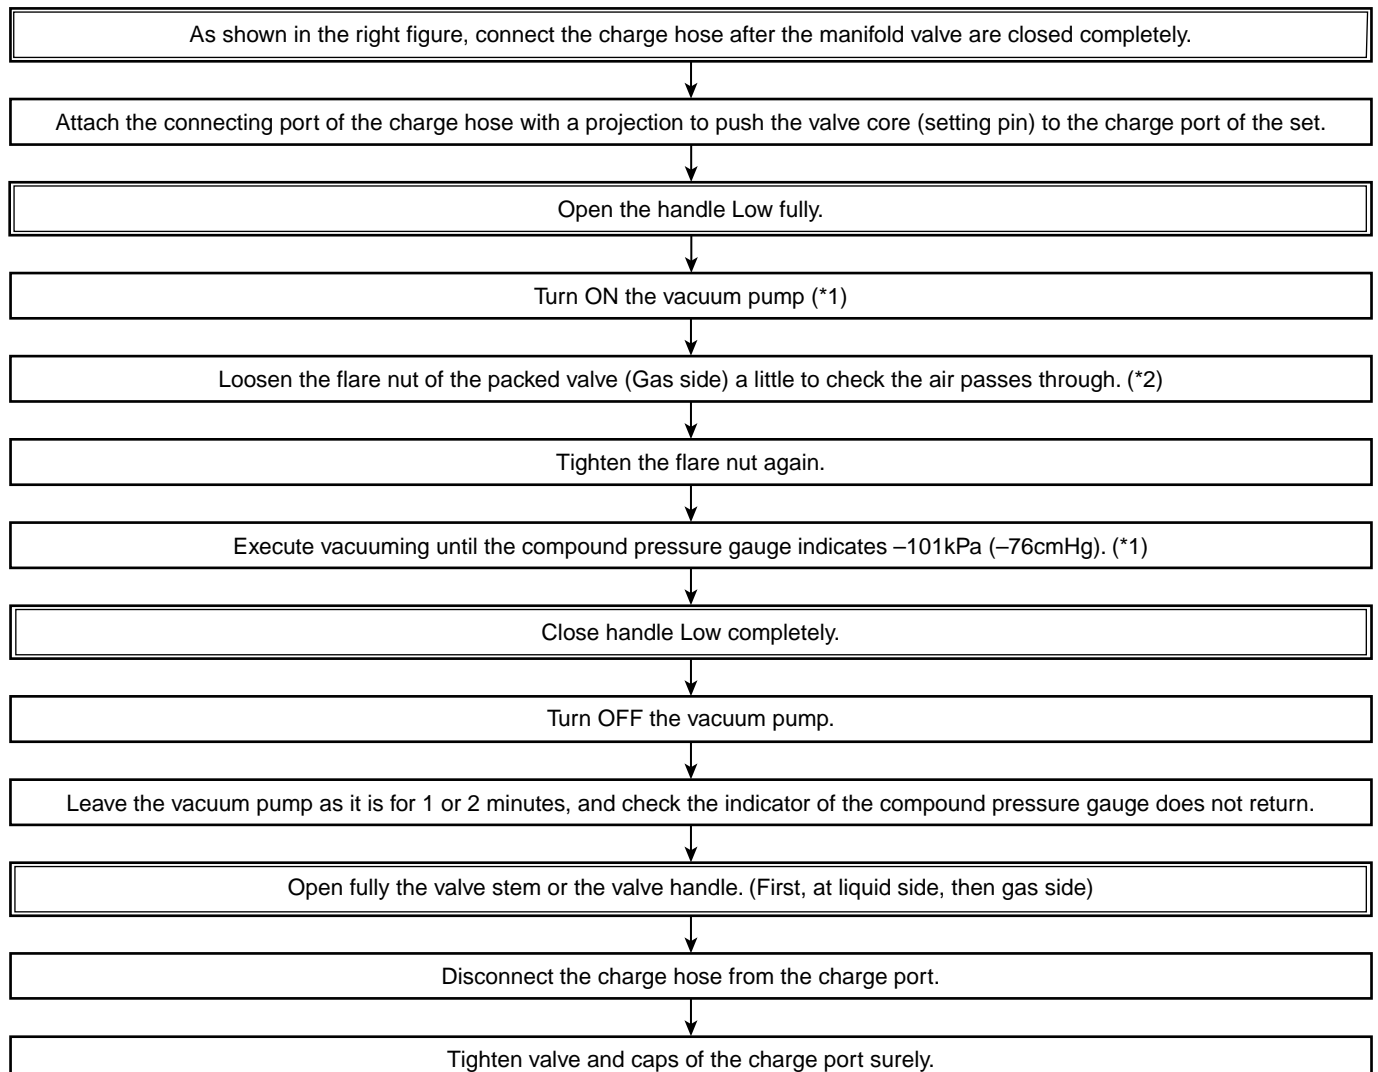 As shown in the right figure, connect the charge hose after the manifold valve are closed completely.
Attach the connecting port of the charge hose with a projection to push the valve core (setting pin) to the charge port of the set.
Open the handle Low fully.
Turn ON the vacuum pump (*1)
Loosen the flare nut of the packed valve (Gas side) a little to check the air passes through. (*2)
Tighten the flare nut again.
Execute vacuuming until the compound pressure gauge indicates –101kPa (–76cmHg). (*1)
Close handle Low completely.
Turn OFF the vacuum pump.
Leave the vacuum pump as it is for 1 or 2 minutes, and check the indicator of the compound pressure gauge does not return.
Open fully the valve stem or the valve handle. (First, at liquid side, then gas side)
Disconnect the charge hose from the charge port.
Tighten valve and caps of the charge port surely.